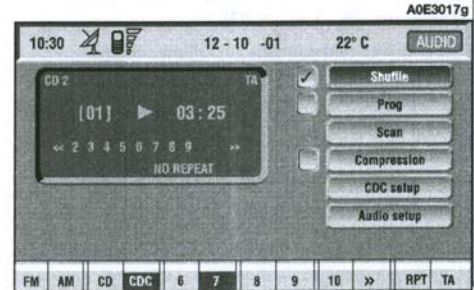 A0E3017g
10:30 12 - 10 -01 22° C AUDIO
CD 2 TA
[01] 03 : 25
<< 2 3 4 5 6 7 8 9 >>
NO REPEAT
Shuffle
Prog
Scan
Compression
CDC setup
Audio setup
FM AM CD CDC 6 7 8 9 10 >> RPT TA